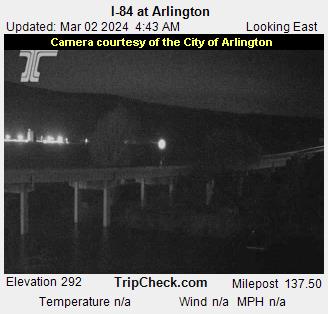 I-84 at Arlington
Updated: Mar 02 2024 4:43 AM Looking East
Camera courtesy of the City of Arlington
Elevation 292 TripCheck.com Milepost 137.50
Temperature n/a Wind n/a MPH n/a